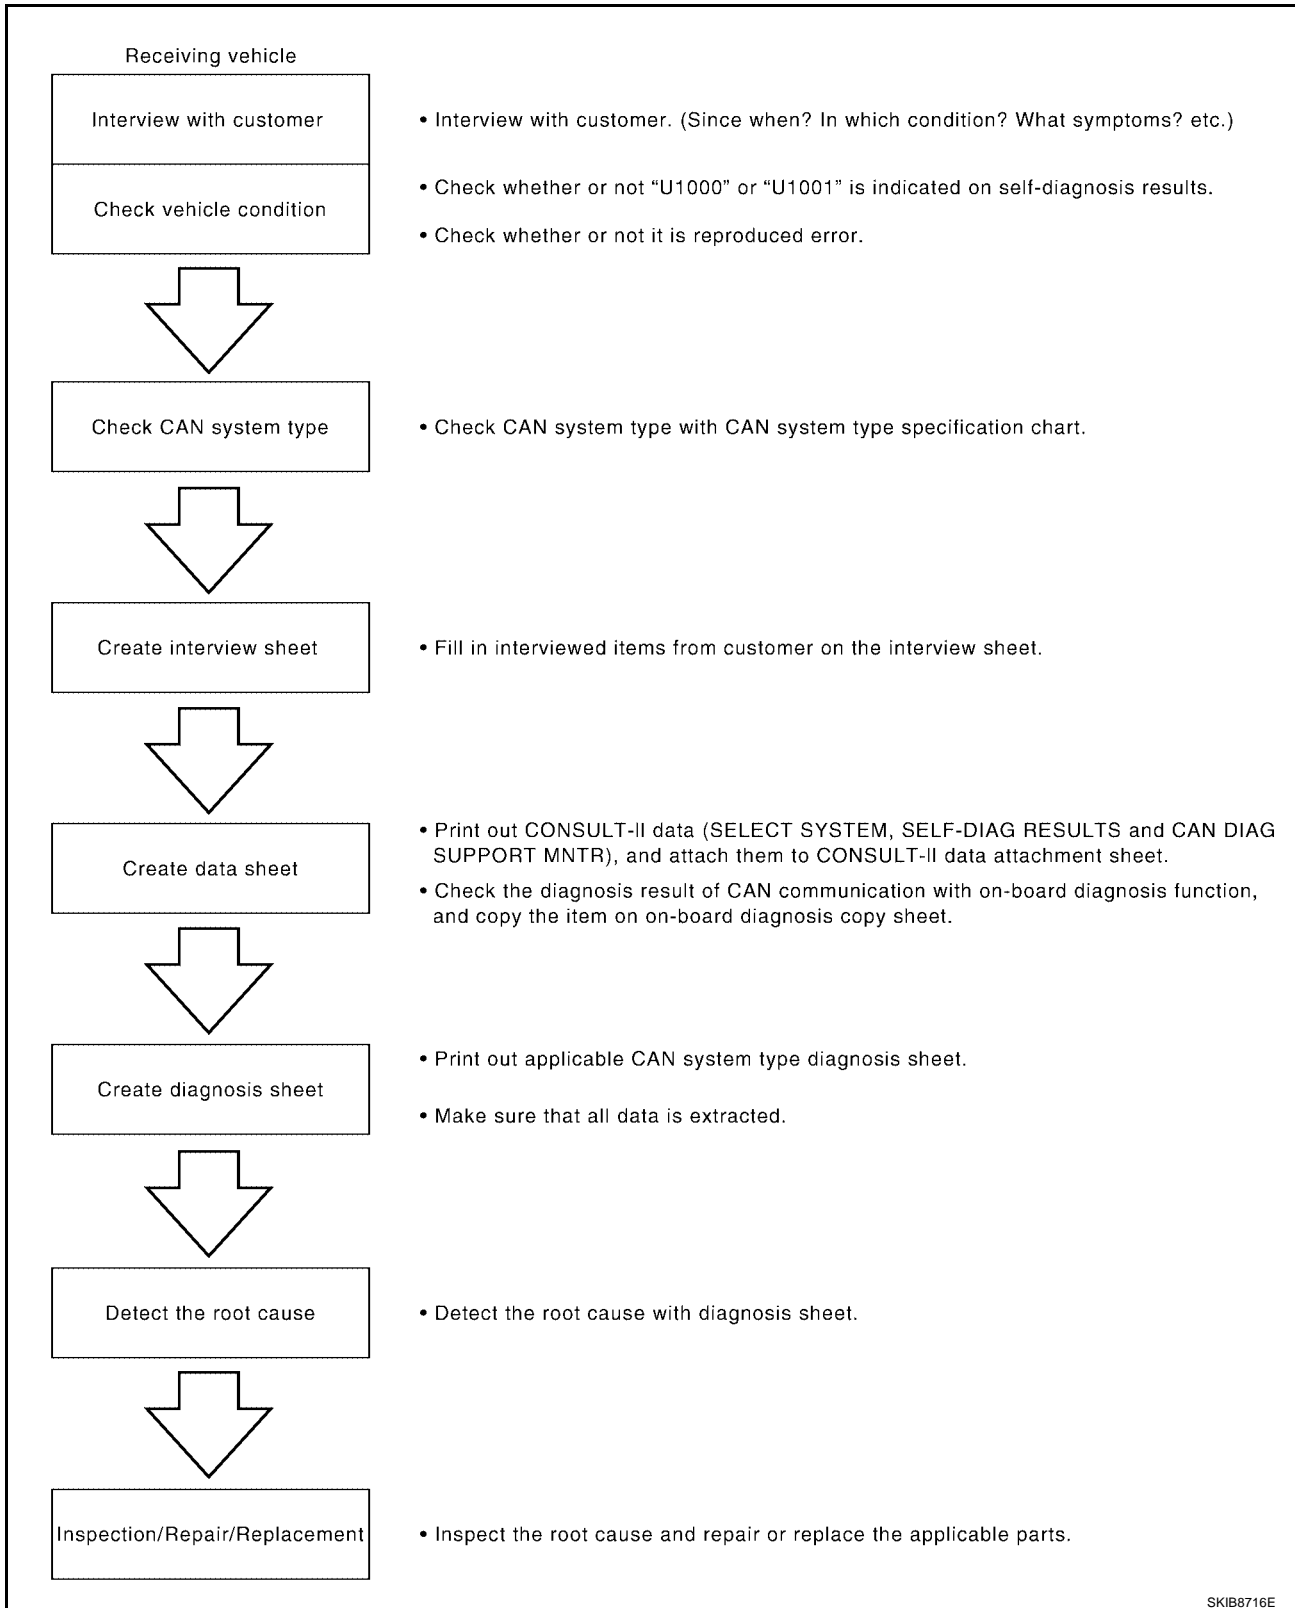 Receiving vehicle
Interview with customer
• Interview with customer. (Since when? In which condition? What symptoms? etc.)
Check vehicle condition
• Check whether or not “U1000” or “U1001” is indicated on self-diagnosis results.
• Check whether or not it is reproduced error.
Check CAN system type
• Check CAN system type with CAN system type specification chart.
Create interview sheet
• Fill in interviewed items from customer on the interview sheet.
Create data sheet
• Print out CONSULT-II data (SELECT SYSTEM, SELF-DIAG RESULTS and CAN DIAG
SUPPORT MNTR), and attach them to CONSULT-II data attachment sheet.
• Check the diagnosis result of CAN communication with on-board diagnosis function,
and copy the item on on-board diagnosis copy sheet.
Create diagnosis sheet
• Print out applicable CAN system type diagnosis sheet.
• Make sure that all data is extracted.
Detect the root cause
• Detect the root cause with diagnosis sheet.
Inspection/Repair/Replacement
• Inspect the root cause and repair or replace the applicable parts.
SKIB8716E